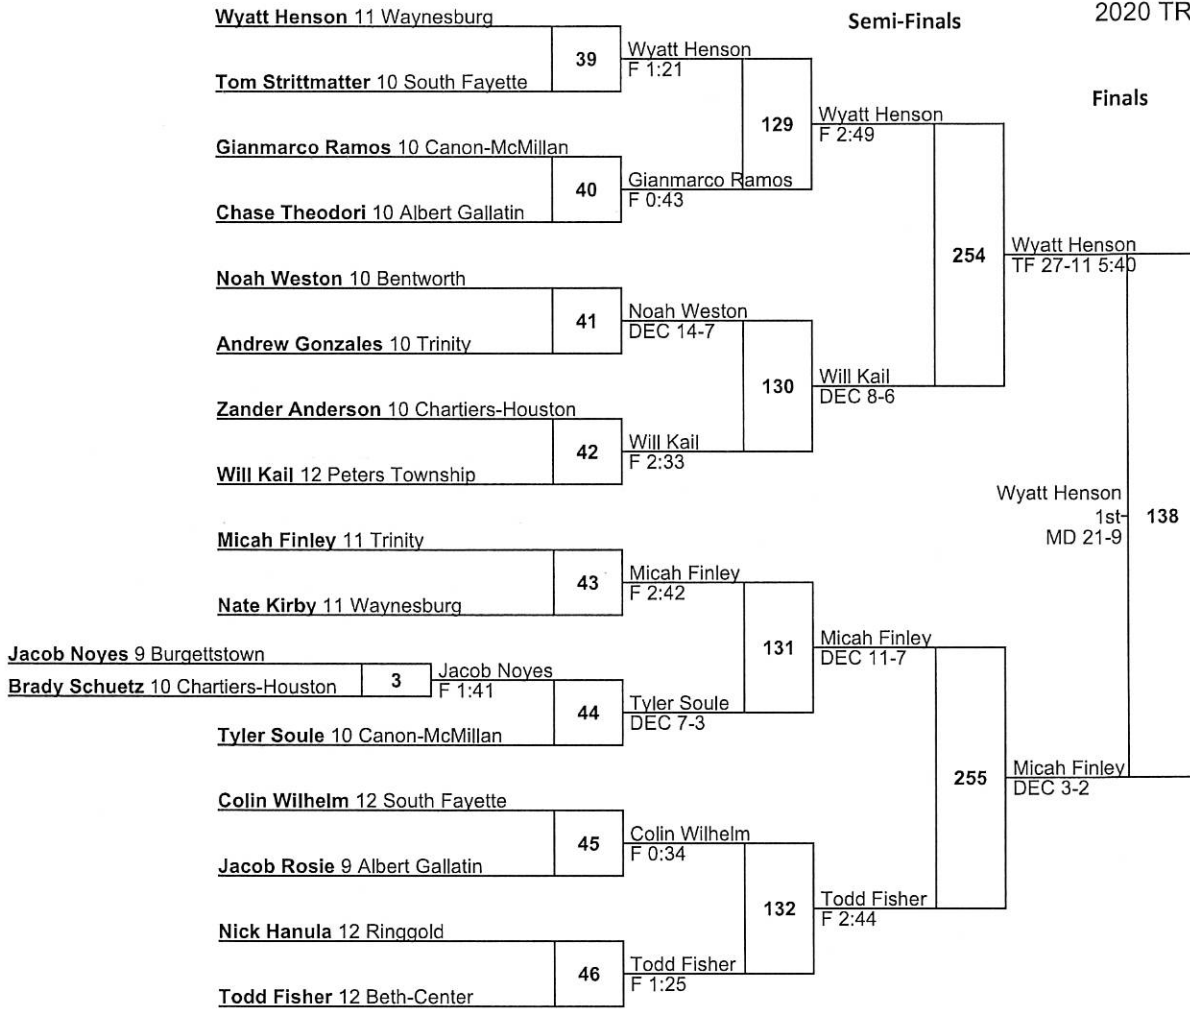 Wyatt Henson 11 Waynesburg
Semi-Finals
2020 TR
39
Wyatt Henson
F 1:21
Tom Strittmatter 10 South Fayette
Finals
129
Wyatt Henson
F 2:49
Gianmarco Ramos 10 Canon-McMillan
40
Gianmarco Ramos
F 0:43
Chase Theodori 10 Albert Gallatin
254
Wyatt Henson
TF 27-11 5:40
Noah Weston 10 Bentworth
41
Noah Weston
DEC 14-7
Andrew Gonzales 10 Trinity
130
Will Kail
DEC 8-6
Zander Anderson 10 Chartiers-Houston
42
Will Kail
F 2:33
Will Kail 12 Peters Township
Wyatt Henson
1st
138
MD 21-9
Micah Finley 11 Trinity
43
Micah Finley
F 2:42
Nate Kirby 11 Waynesburg
131
Micah Finley
DEC 11-7
Jacob Noyes 9 Burgettstown
3
Jacob Noyes
F 1:41
Brady Schuetz 10 Chartiers-Houston
44
Tyler Soule
DEC 7-3
Tyler Soule 10 Canon-McMillan
255
Micah Finley
DEC 3-2
Colin Wilhelm 12 South Fayette
45
Colin Wilhelm
F 0:34
Jacob Rosie 9 Albert Gallatin
132
Todd Fisher
F 2:44
Nick Hanula 12 Ringgold
46
Todd Fisher
F 1:25
Todd Fisher 12 Beth-Center